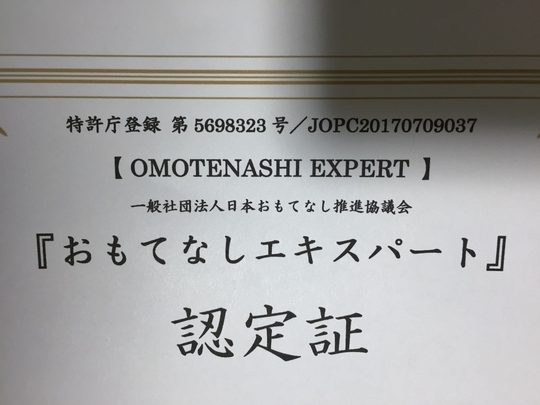 特許庁登録 第5698323号／JOPC20170709037
【 OMOTENASHI EXPERT 】
一般社団法人日本おもてなし推進協議会
『おもてなしエキスパート』
認定証